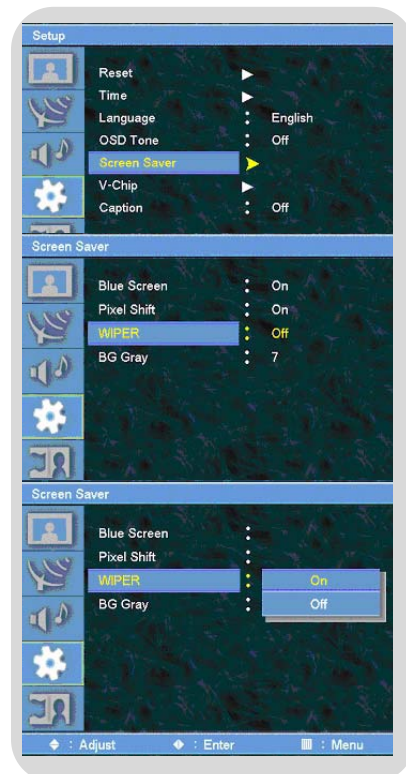 Setup
Reset ▶
Time ▶
Language : English
OSD Tone : Off
Screen Saver ➤
V-Chip ▶
Caption : Off
Screen Saver
Blue Screen : On
Pixel Shift : On
WIPER : Off
BG Gray : 7
Screen Saver
Blue Screen :
Pixel Shift :
WIPER : On
BG Gray : Off
: Adjust : Enter : Menu